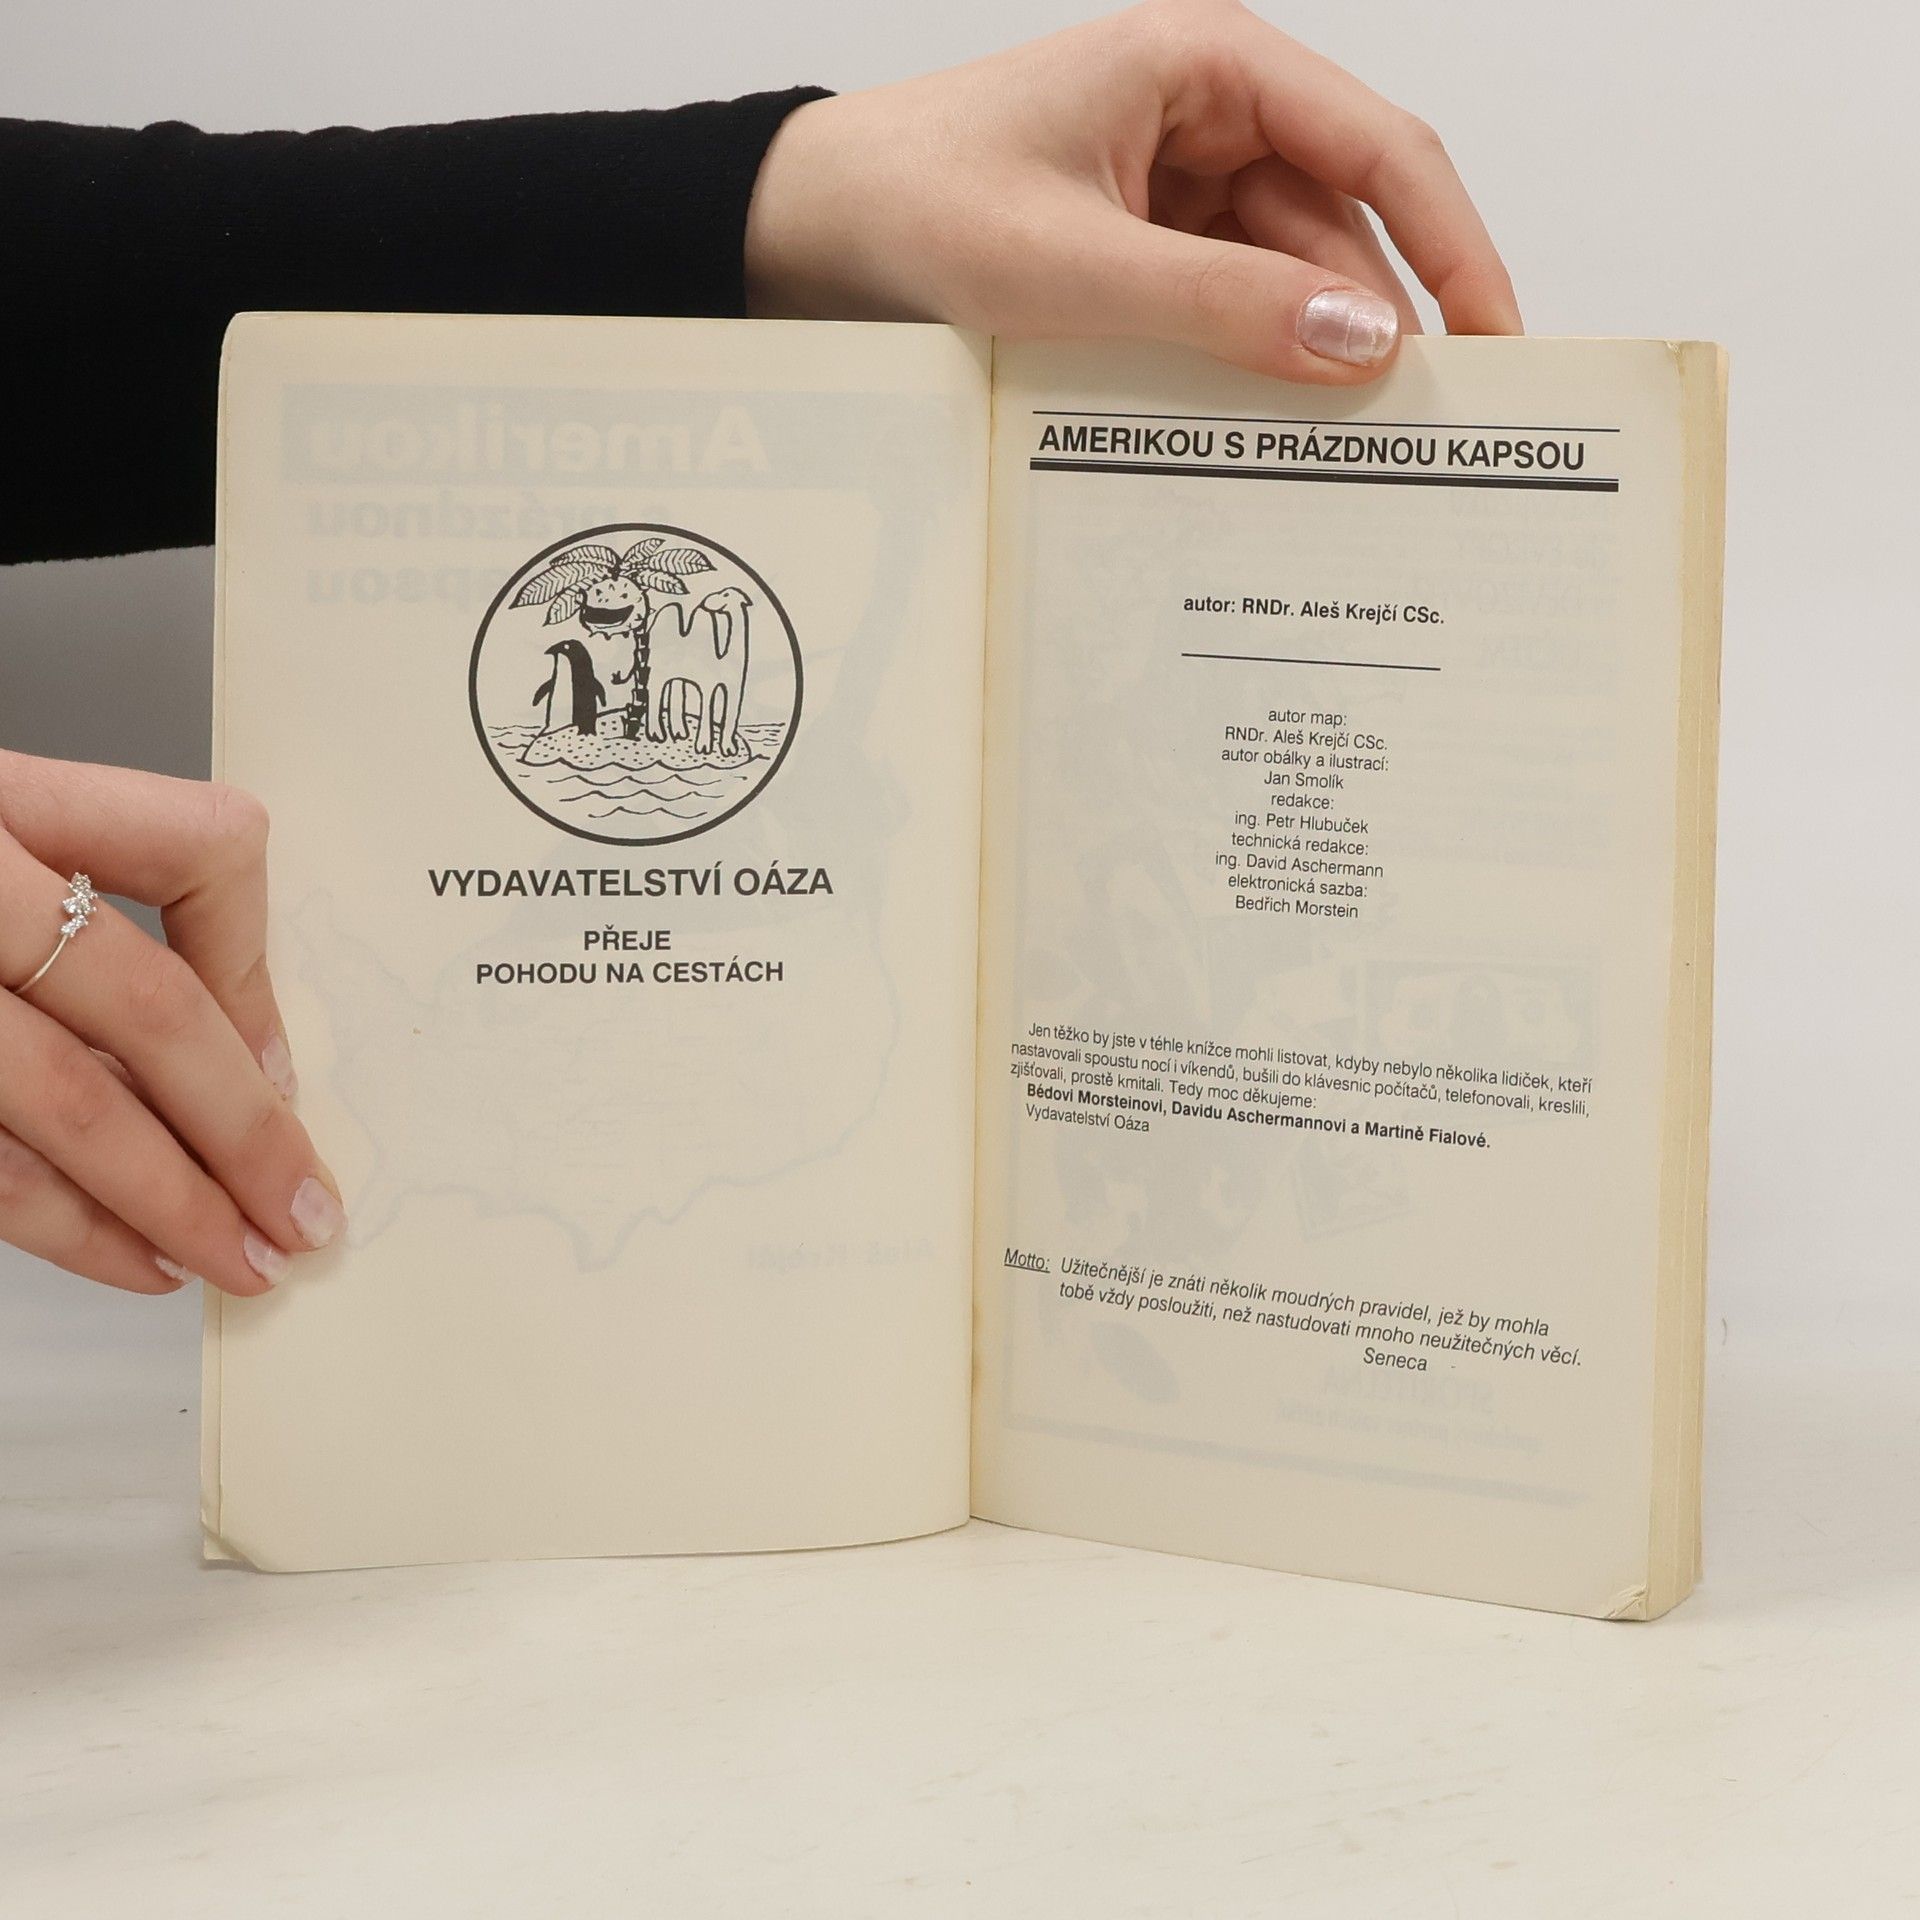 VYDAVATELSTVÍ OÁZA
PŘEJE
POHODU NA CESTÁCH
AMERIKOU S PRÁZDNOU KAPSOU
autor: RNDr. Aleš Krejčí CSc.
autor map:
RNDr. Aleš Krejčí CSc.
autor obálky a ilustrací:
Jan Smolík
redakce:
ing. Petr Hlubuček
technická redakce:
ing. David Aschermann
elektronická sazba:
Bedřich Morstein
Jen těžko by jste v téhle knížce mohli listovat, kdyby nebylo několika lidiček, kteří
nastavovali spoustu nocí i víkendů, bušili do klávesnic počítačů, telefonovali, kreslili,
zjišťovali, prostě kmitali. Tedy moc děkujeme:
Bédovi Morsteinovi, Davidu Aschermannovi a Martině Fialové.
Vydavatelství Oáza
Motto: Užitečnější je znáti několik moudrých pravidel, jež by mohla
tobě vždy posloužiti, než nastudovati mnoho neužitečných věcí.
Seneca